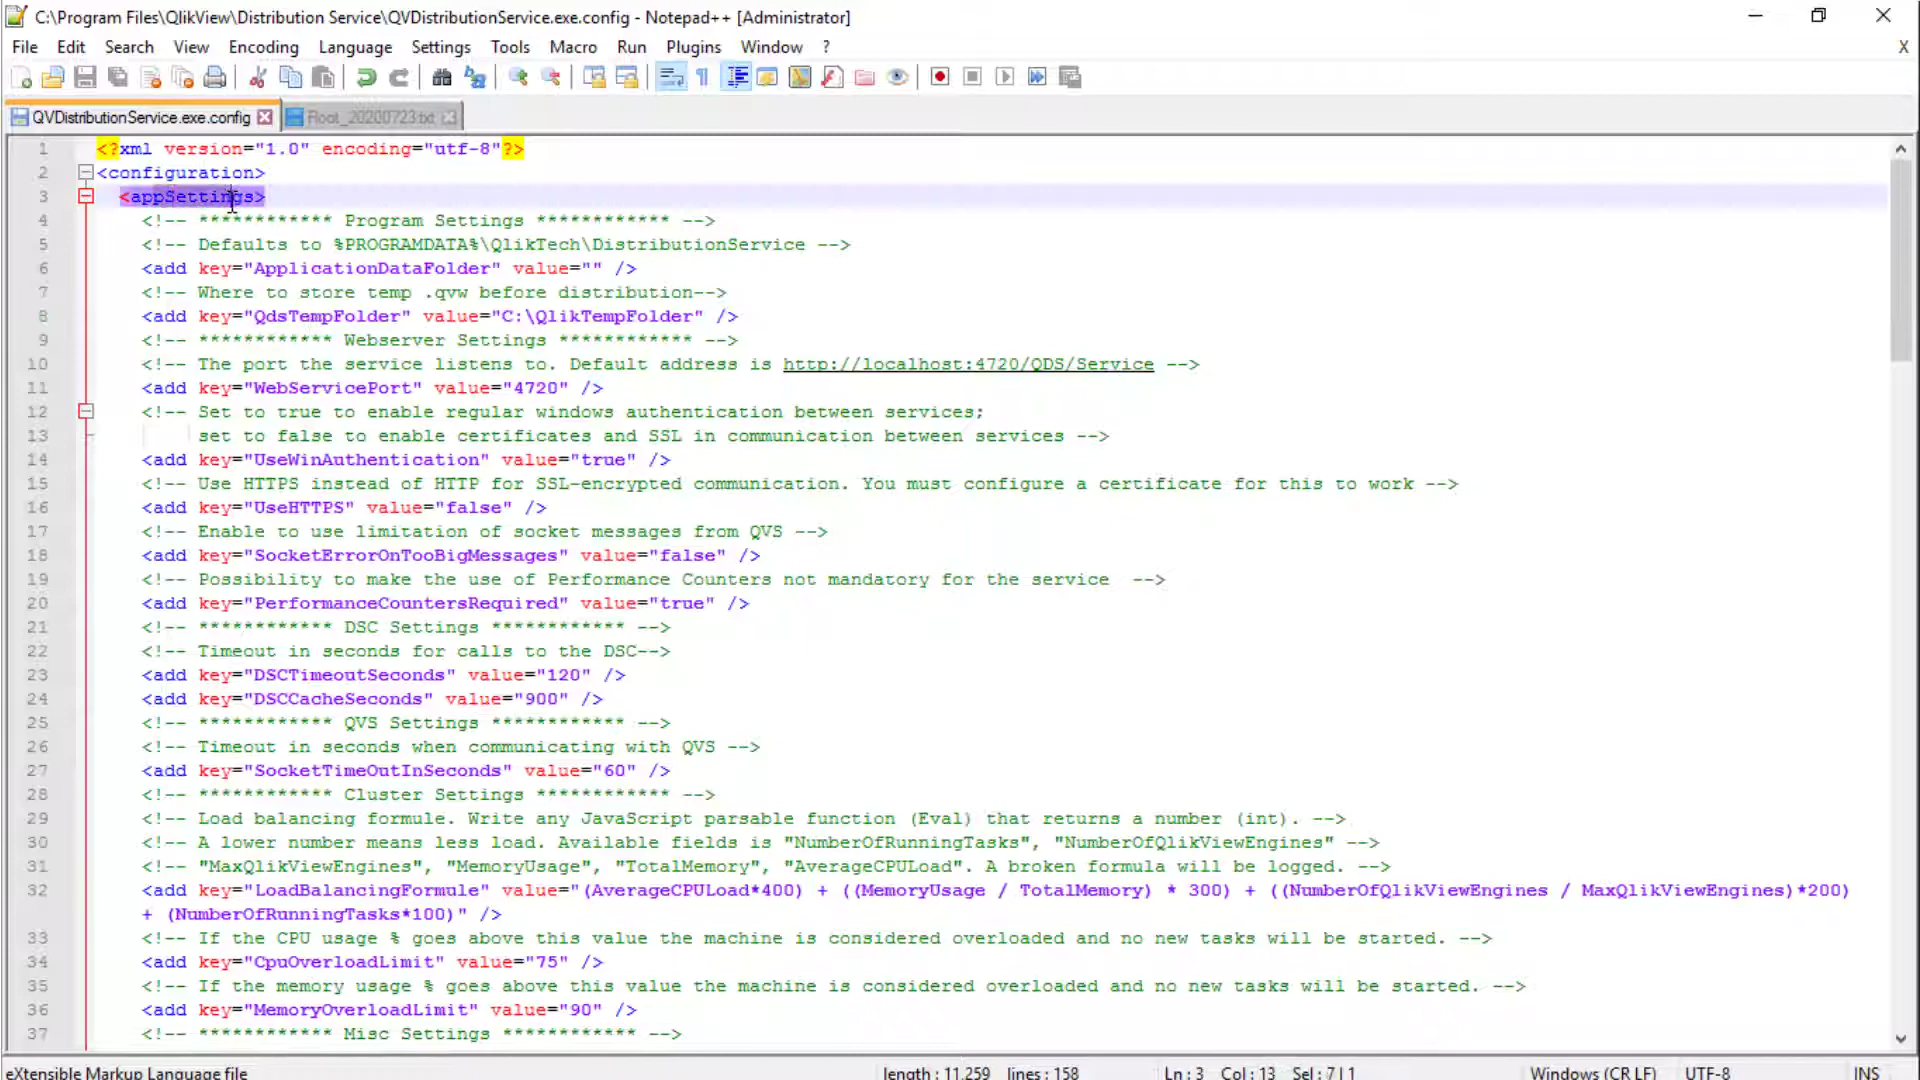 C:\Program Files\QlikView\Distribution Service\QVDistributionService.exe.config - Notepad++ [Administrator]
File Edit Search View Encoding Language Settings Tools Macro Run Plugins Window ? X
QVDistributionService.exe.config Root_20200723.txt
1 <?xml version="1.0" encoding="utf-8"?>
2 <configuration>
3 <appSettings>
4 <!-- ************ Program Settings ************ -->
5 <!-- Defaults to %PROGRAMDATA%\QlikTech\DistributionService -->
6 <add key="ApplicationDataFolder" value="" />
7 <!-- Where to store temp .qvw before distribution-->
8 <add key="QdsTempFolder" value="C:\QlikTempFolder" />
9 <!-- ************ Webserver Settings ************ -->
10 <!-- The port the service listens to. Default address is http://localhost:4720/QDS/Service -->
11 <add key="WebServicePort" value="4720" />
12 <!-- Set to true to enable regular windows authentication between services;
13 set to false to enable certificates and SSL in communication between services -->
14 <add key="UseWinAuthentication" value="true" />
15 <!-- Use HTTPS instead of HTTP for SSL-encrypted communication. You must configure a certificate for this to work -->
16 <add key="UseHTTPS" value="false" />
17 <!-- Enable to use limitation of socket messages from QVS -->
18 <add key="SocketErrorOnTooBigMessages" value="false" />
19 <!-- Possibility to make the use of Performance Counters not mandatory for the service -->
20 <add key="PerformanceCountersRequired" value="true" />
21 <!-- ************ DSC Settings ************ -->
22 <!-- Timeout in seconds for calls to the DSC-->
23 <add key="DSCTimeoutSeconds" value="120" />
24 <add key="DSCCacheSeconds" value="900" />
25 <!-- ************ QVS Settings ************ -->
26 <!-- Timeout in seconds when communicating with QVS -->
27 <add key="SocketTimeOutInSeconds" value="60" />
28 <!-- ************ Cluster Settings ************ -->
29 <!-- Load balancing formule. Write any JavaScript parsable function (Eval) that returns a number (int). -->
30 <!-- A lower number means less load. Available fields is "NumberOfRunningTasks", "NumberOfQlikViewEngines" -->
31 <!-- "MaxQlikViewEngines", "MemoryUsage", "TotalMemory", "AverageCPULoad". A broken formula will be logged. -->
32 <add key="LoadBalancingFormule" value="(AverageCPULoad*400) + ((MemoryUsage / TotalMemory) * 300) + ((NumberOfQlikViewEngines / MaxQlikViewEngines)*200)
+ (NumberOfRunningTasks*100)" />
33 <!-- If the CPU usage % goes above this value the machine is considered overloaded and no new tasks will be started. -->
34 <add key="CpuOverloadLimit" value="75" />
35 <!-- If the memory usage % goes above this value the machine is considered overloaded and no new tasks will be started. -->
36 <add key="MemoryOverloadLimit" value="90" />
37 <!-- ************ Misc Settings ************ -->
eXtensible Markup Language file length : 11,259 lines : 158 Ln : 3 Col : 13 Sel : 7 | 1 Windows (CR LF) UTF-8 INS